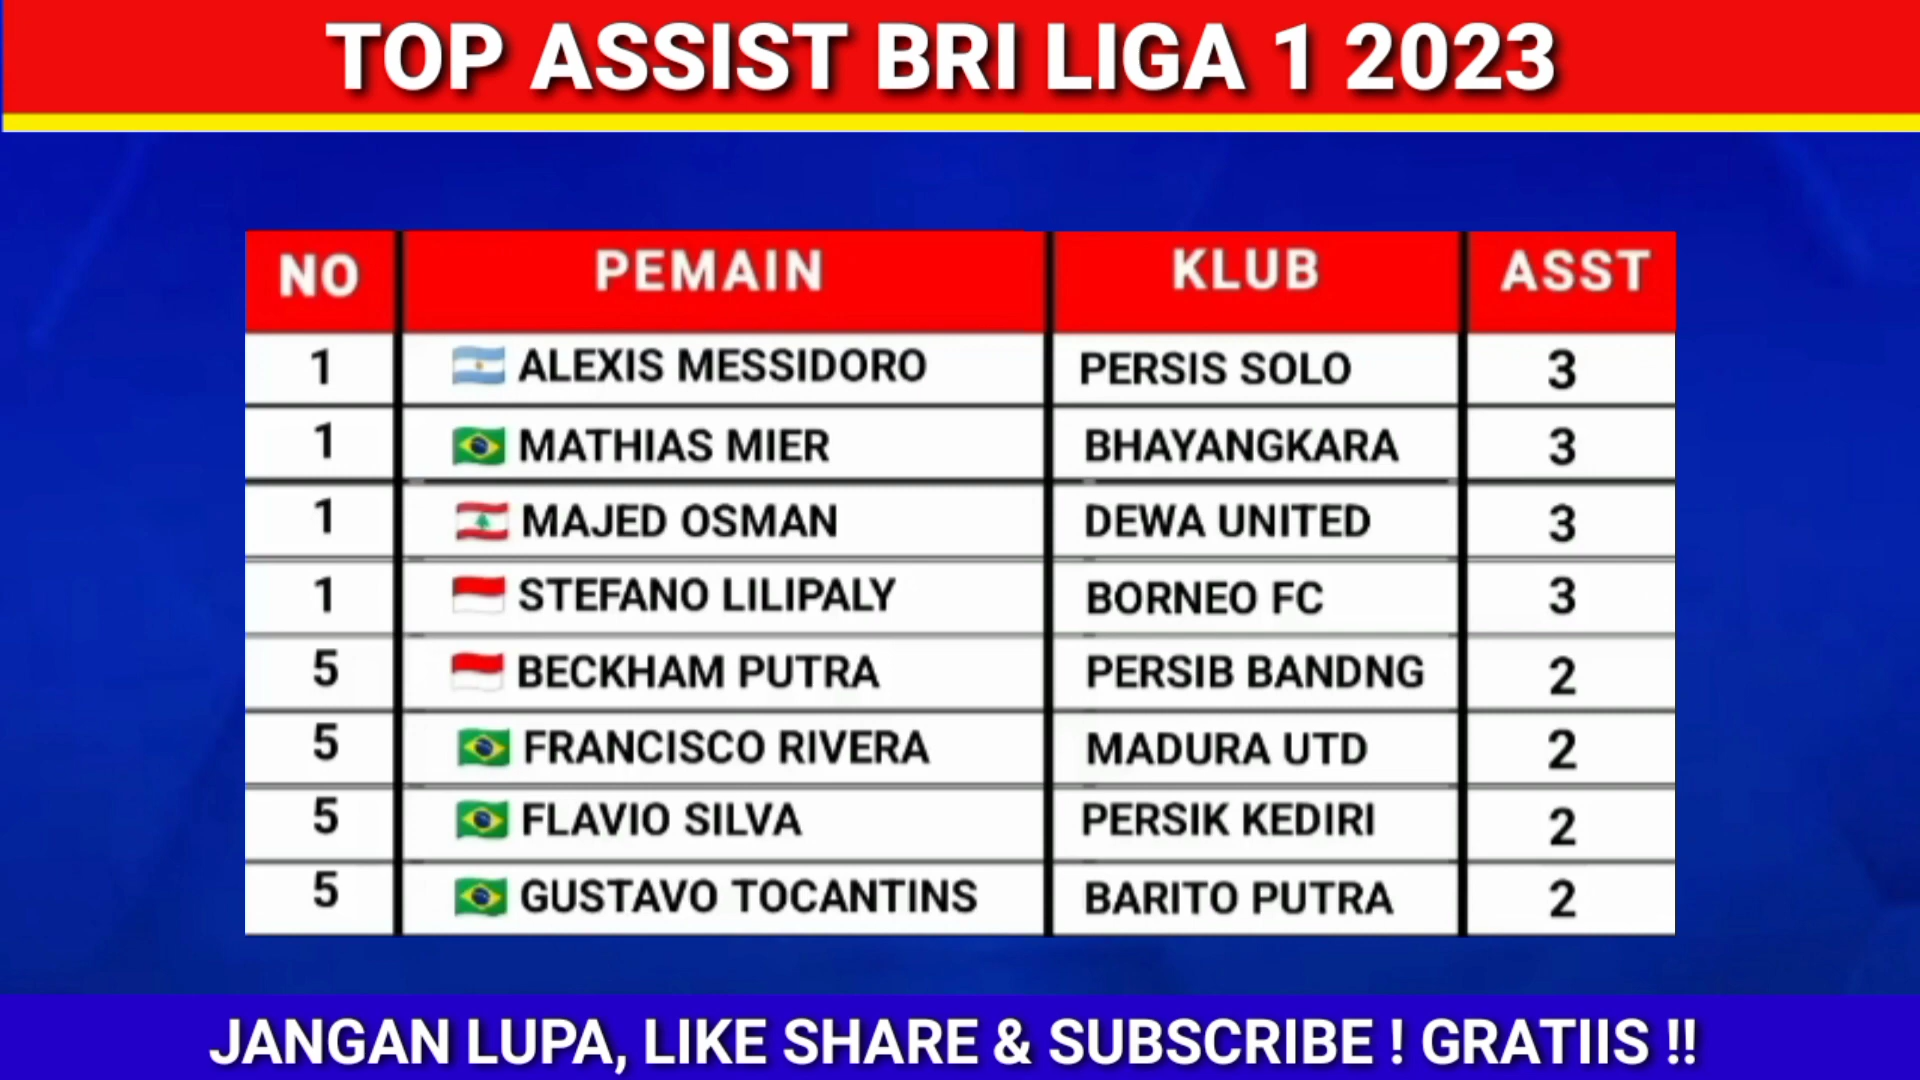 TOP ASSIST BRI LIGA 1 2023
NO PEMAIN KLUB ASST
1 ALEXIS MESSIDORO PERSIS SOLO 3
1 MATHIAS MIER BHAYANGKARA 3
1 MAJED OSMAN DEWA UNITED 3
1 STEFANO LILIPALY BORNEO FC 3
5 BECKHAM PUTRA PERSIB BANDNG 2
5 FRANCISCO RIVERA MADURA UTD 2
5 FLAVIO SILVA PERSIK KEDIRI 2
5 GUSTAVO TOCANTINS BARITO PUTRA 2
JANGAN LUPA, LIKE SHARE & SUBSCRIBE ! GRATIIS !!